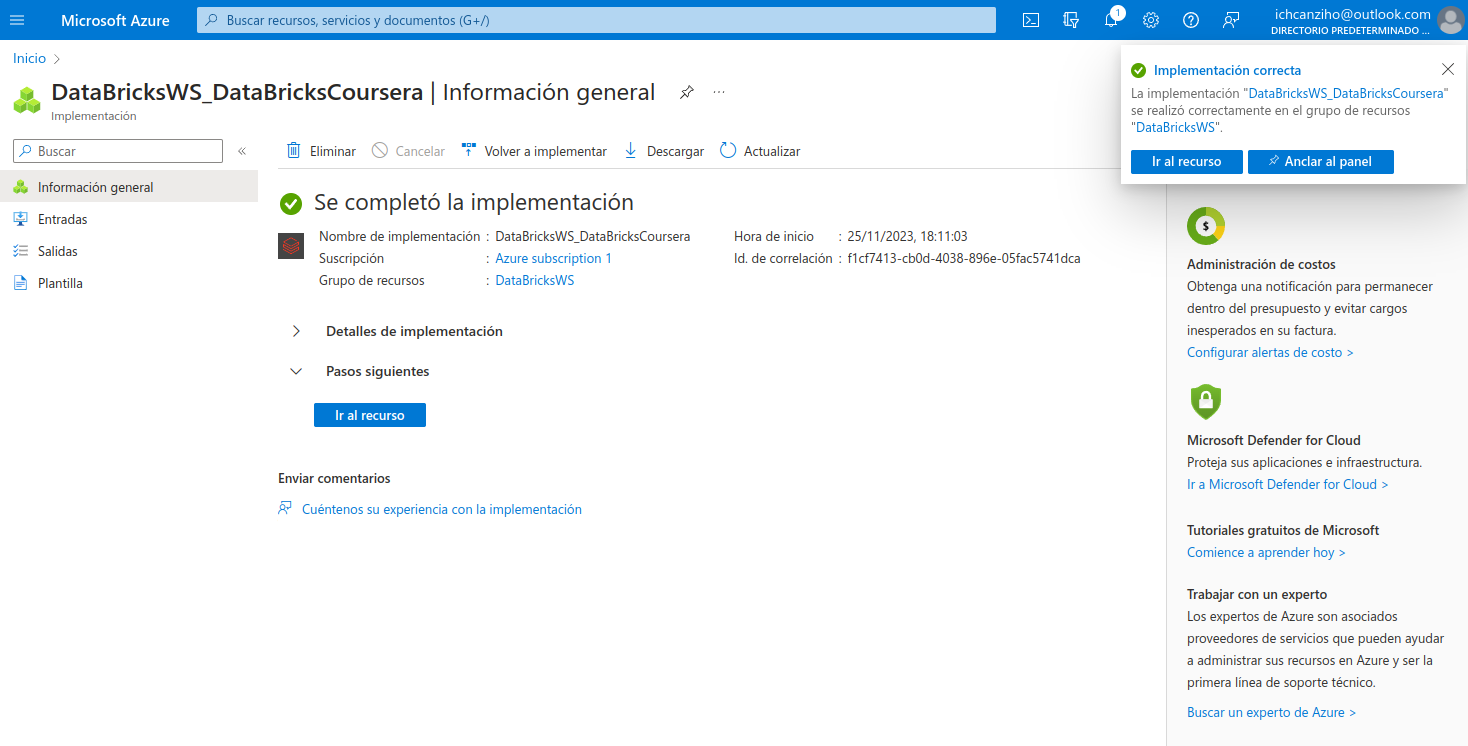 Microsoft Azure
Buscar recursos, servicios y documentos (G+/)
1
ichcanziho@outlook.com
DIRECTORIO PREDETERMINADO ...
Inicio
DataBricksWS_DataBricksCoursera | Información general
...
Implementación
Buscar
«
Información general
Entradas
Salidas
Plantilla
Eliminar
Cancelar
Volver a implementar
Descargar
Actualizar
Se completó la implementación
Nombre de implementación : DataBricksWS_DataBricksCoursera
Suscripción : Azure subscription 1
Grupo de recursos : DataBricksWS
Hora de inicio : 25/11/2023, 18:11:03
Id. de correlación : f1cf7413-cb0d-4038-896e-05fac5741dca
Detalles de implementación
Pasos siguientes
Ir al recurso
Enviar comentarios
Cuéntenos su experiencia con la implementación
Implementación correcta
La implementación "DataBricksWS_DataBricksCoursera"
se realizó correctamente en el grupo de recursos
"DataBricksWS".
Ir al recurso
Anclar al panel
$
Administración de costos
Obtenga una notificación para permanecer
dentro del presupuesto y evitar cargos
inesperados en su factura.
Configurar alertas de costo >
Microsoft Defender for Cloud
Proteja sus aplicaciones e infraestructura.
Ir a Microsoft Defender for Cloud >
Tutoriales gratuitos de Microsoft
Comience a aprender hoy >
Trabajar con un experto
Los expertos de Azure son asociados
proveedores de servicios que pueden ayudar
a administrar sus recursos en Azure y ser la
primera línea de soporte técnico.
Buscar un experto de Azure >